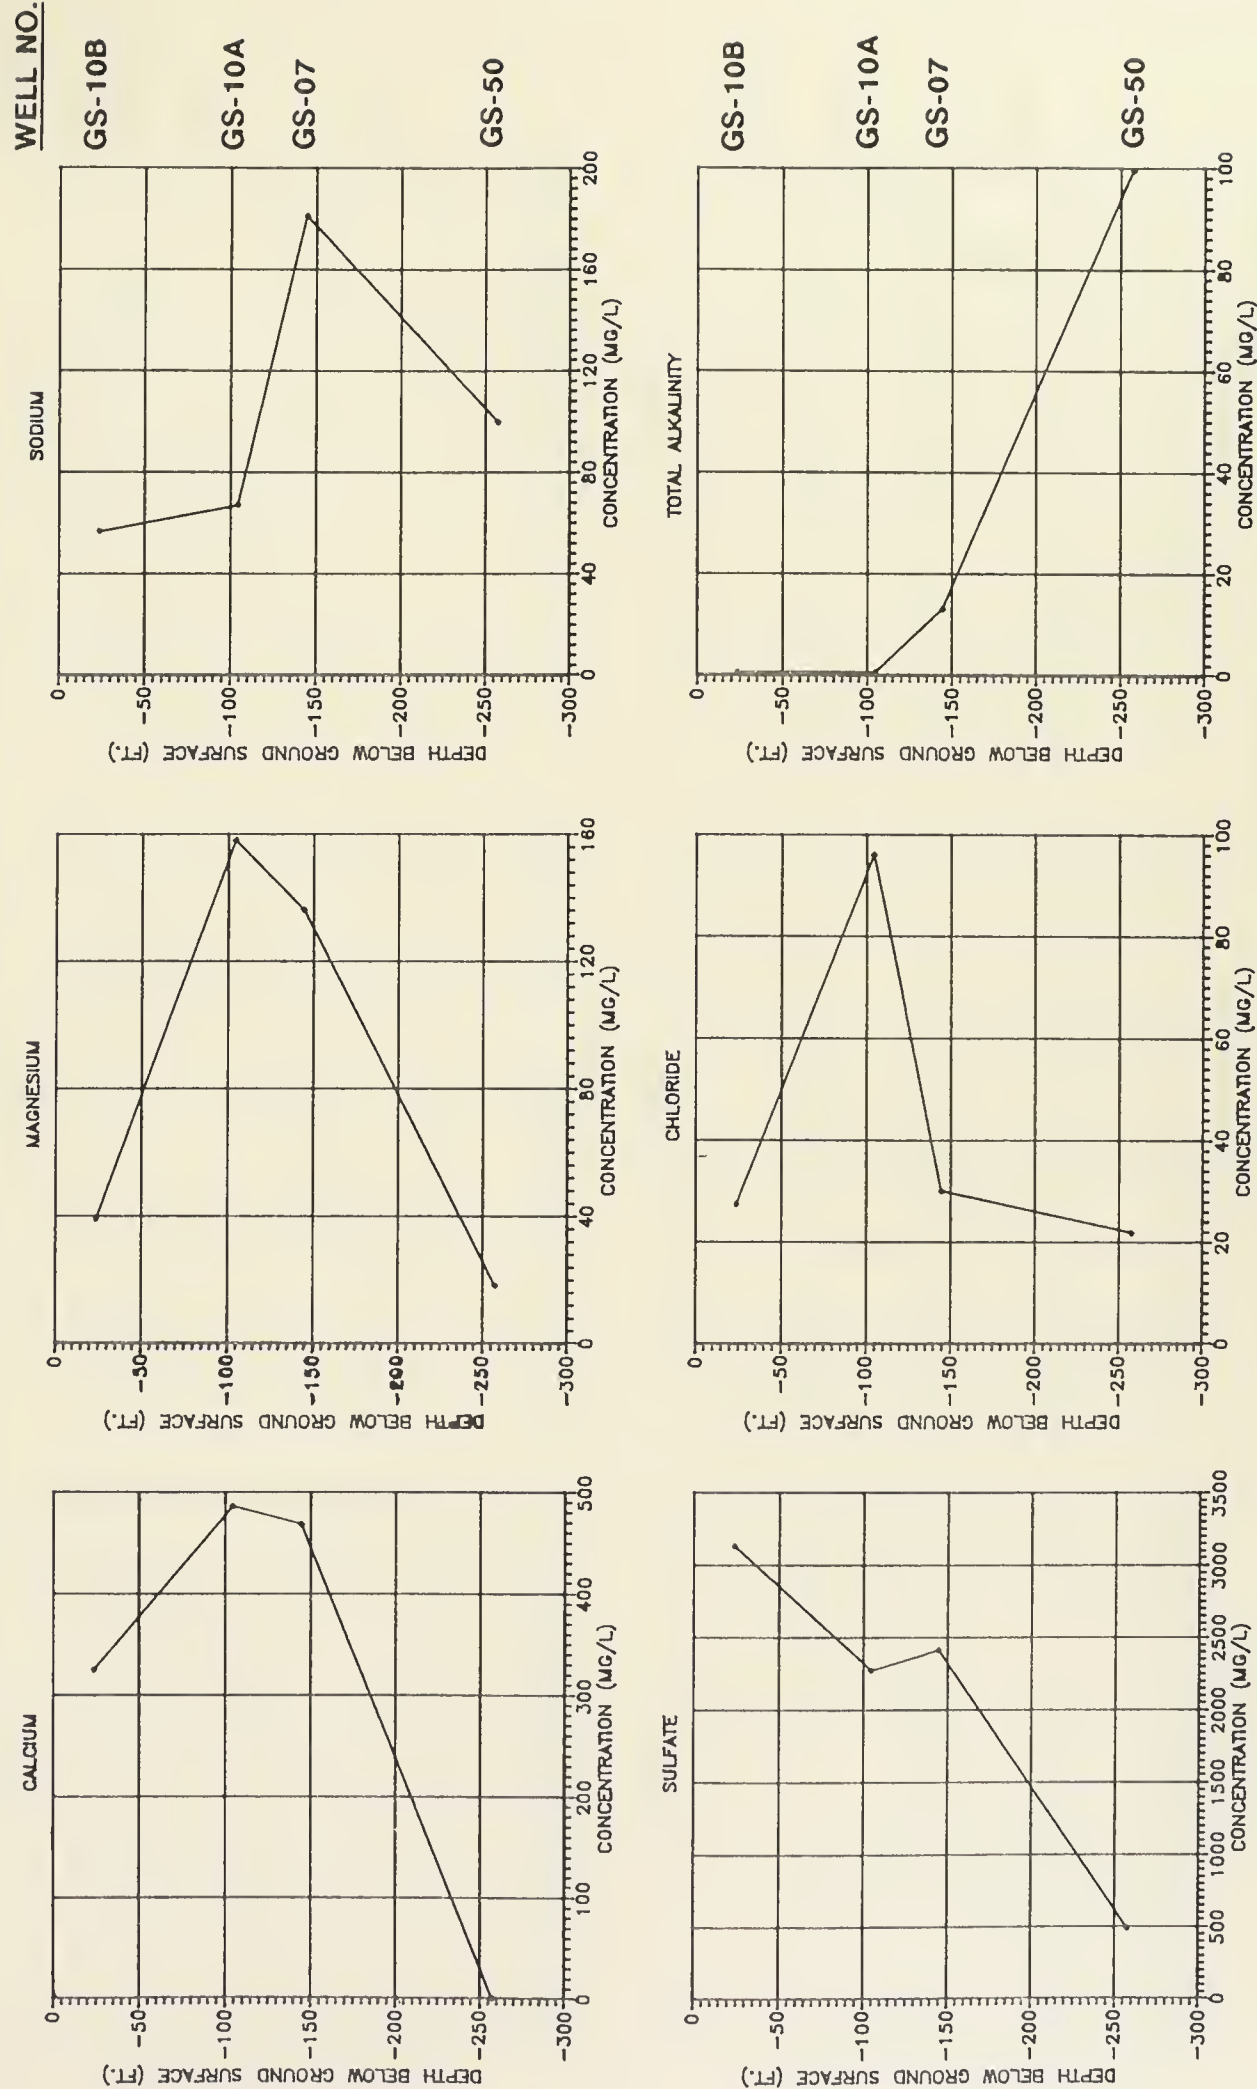 CALCIUM
0
-50
-100
-150
-200
-250
-300
DEPTH BELOW GROUND SURFACE (FT.)
0
100
200
300
400
500
CONCENTRATION (MG/L)
MAGNESIUM
0
-50
-100
-150
-200
-250
-300
DEPTH BELOW GROUND SURFACE (FT.)
0
40
80
120
160
CONCENTRATION (MG/L)
SODIUM
0
-50
-100
-150
-200
-250
-300
DEPTH BELOW GROUND SURFACE (FT.)
0
40
80
120
160
200
CONCENTRATION (MG/L)
WELL NO.
GS-10B
GS-10A
GS-07
GS-50
SULFATE
0
-50
-100
-150
-200
-250
-300
DEPTH BELOW GROUND SURFACE (FT.)
0
500
1000
1500
2000
2500
3000
3500
CONCENTRATION (MG/L)
CHLORIDE
0
-50
-100
-150
-200
-250
-300
DEPTH BELOW GROUND SURFACE (FT.)
0
20
40
60
80
100
CONCENTRATION (MG/L)
TOTAL ALKALINITY
0
-50
-100
-150
-200
-250
-300
DEPTH BELOW GROUND SURFACE (FT.)
0
20
40
60
80
100
CONCENTRATION (MG/L)
GS-10B
GS-10A
GS-07
GS-50